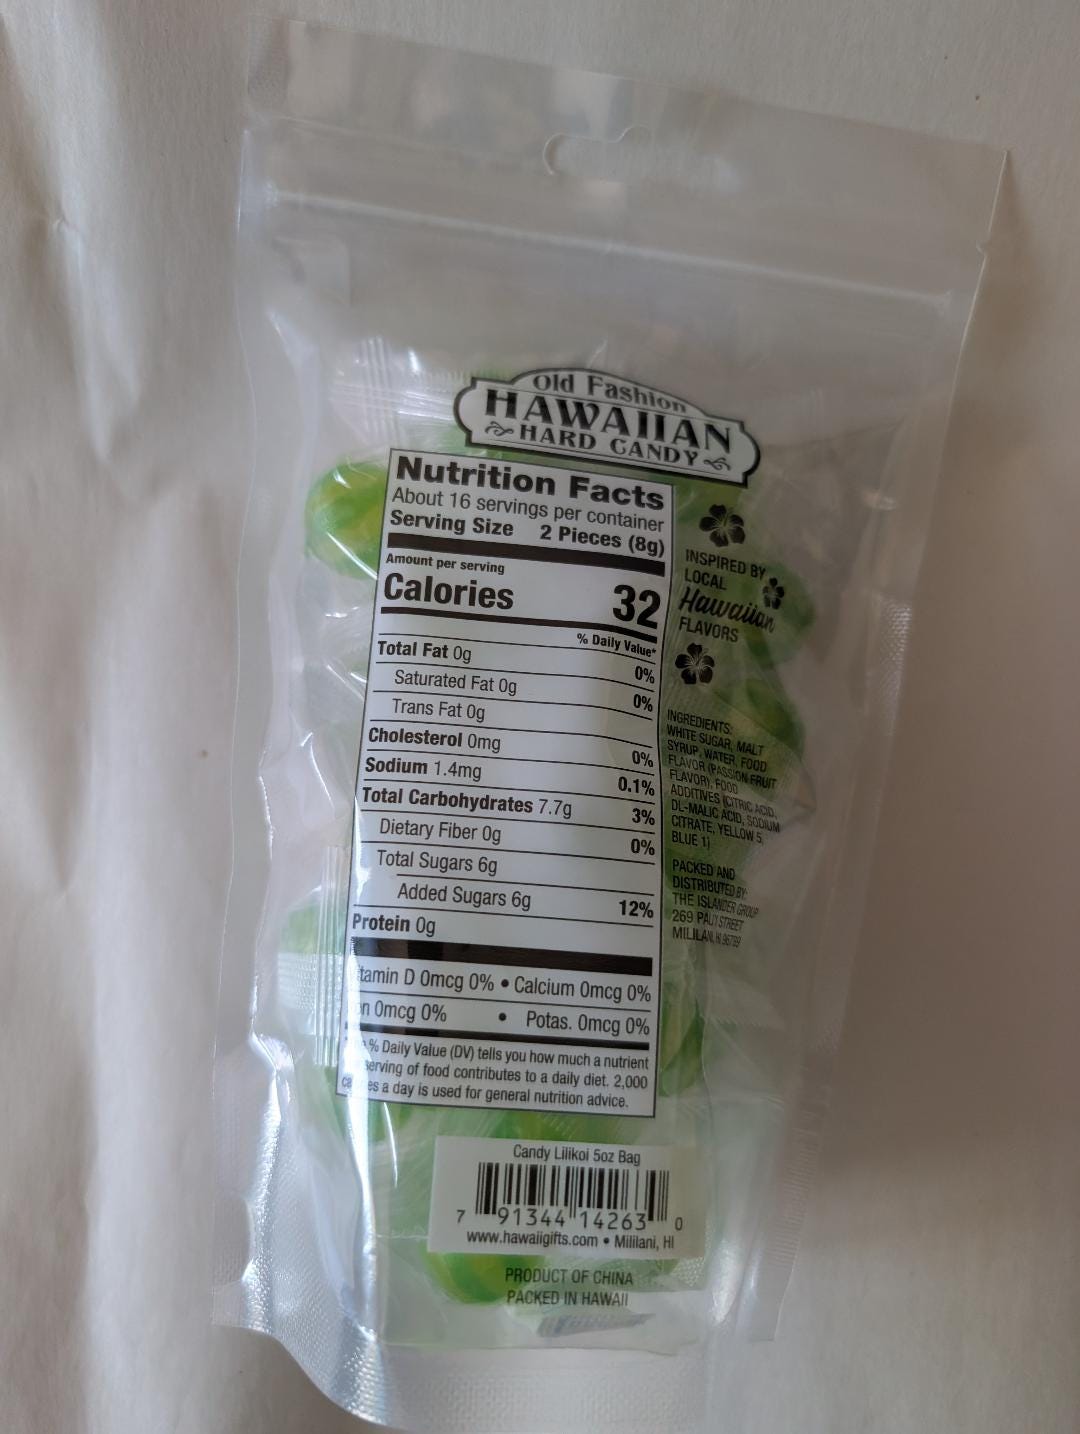 Old Fashion
HAWAIIAN
HARD CANDY
Nutrition Facts
About 16 servings per container
Serving Size 2 Pieces (8g)
Amount per serving
Calories 32
% Daily Value*
Total Fat 0g 0%
Saturated Fat 0g 0%
Trans Fat 0g
Cholesterol 0mg 0%
Sodium 1.4mg 0.1%
Total Carbohydrates 7.7g 3%
Dietary Fiber 0g 0%
Total Sugars 6g
Added Sugars 6g 12%
Protein 0g
tamin D 0mcg 0% • Calcium 0mcg 0%
on 0mcg 0% • Potas. 0mcg 0%
% Daily Value (DV) tells you how much a nutrient
serving of food contributes to a daily diet. 2,000
a day is used for general nutrition advice.
INSPIRED BY
LOCAL
Hawaiian
FLAVORS
INGREDIENTS:
WHITE SUGAR, MALT
SYRUP, WATER, FOOD
FLAVOR (PASSION FRUIT
FLAVOR), FOOD
ADDITIVES (CITRIC ACID,
DL-MALIC ACID, SODIUM
CITRATE, YELLOW 5,
BLUE 1)
PACKED AND
DISTRIBUTED BY:
THE ISLANDER GROUP
269 PALI'I STREET
MILILANI, HI 96789
Candy Lilikoi 5oz Bag
7 91344 14263 0
www.hawaiigifts.com • Mililani, HI
PRODUCT OF CHINA
PACKED IN HAWAII